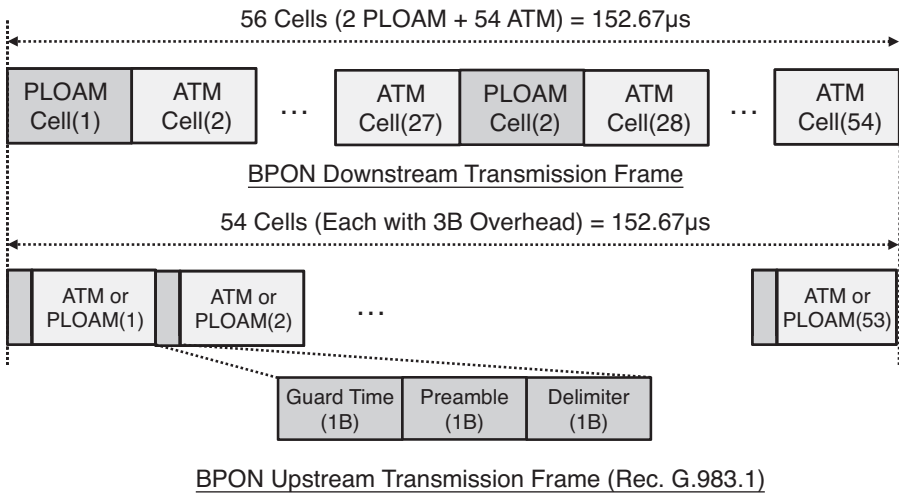 56 Cells (2 PLOAM + 54 ATM) = 152.67µs
PLOAM Cell(1)
ATM Cell(2)
...
ATM Cell(27)
PLOAM Cell(2)
ATM Cell(28)
...
ATM Cell(54)
BPON Downstream Transmission Frame
54 Cells (Each with 3B Overhead) = 152.67µs
ATM or PLOAM(1)
ATM or PLOAM(2)
...
ATM or PLOAM(53)
Guard Time (1B)
Preamble (1B)
Delimiter (1B)
BPON Upstream Transmission Frame (Rec. G.983.1)